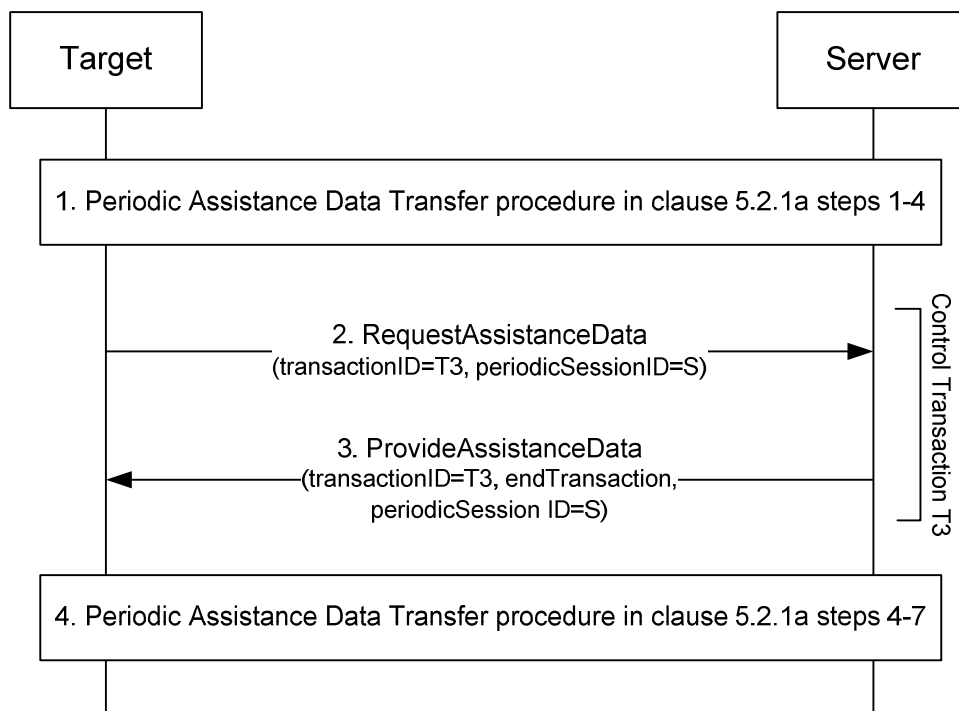 Target
Server
1. Periodic Assistance Data Transfer procedure in clause 5.2.1a steps 1-4
2. RequestAssistanceData
(transactionID=T3, periodicSessionID=S)
3. ProvideAssistanceData
(transactionID=T3, endTransaction,
periodicSession ID=S)
Control Transaction T3
4. Periodic Assistance Data Transfer procedure in clause 5.2.1a steps 4-7